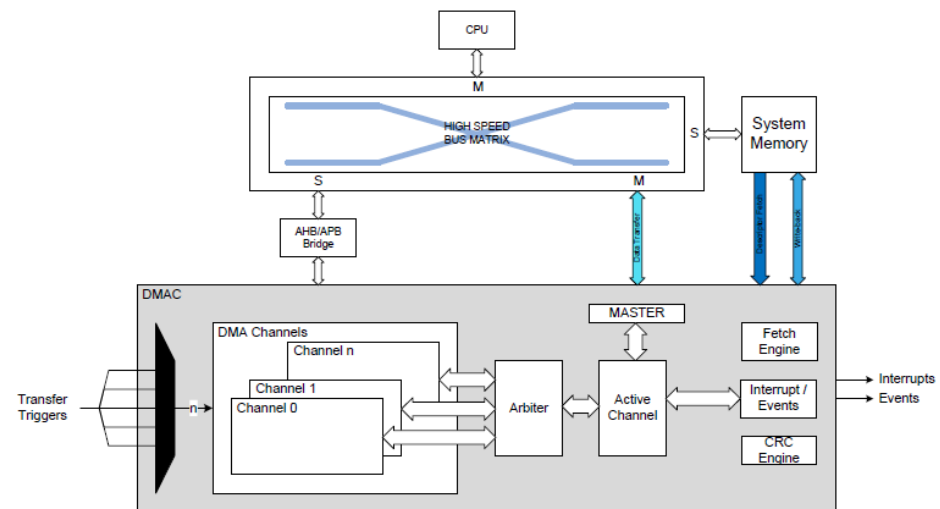 CPU
M
HIGH SPEED
BUS MATRIX
S
System
Memory
S
M
AHB/APB
Bridge
Data Transfer
Descriptor Fetch
Write-back
DMAC
MASTER
DMA Channels
Fetch
Engine
Channel n
Transfer
Triggers
n
Channel 1
Channel 0
Arbiter
Active
Channel
Interrupt /
Events
Interrupts
Events
CRC
Engine